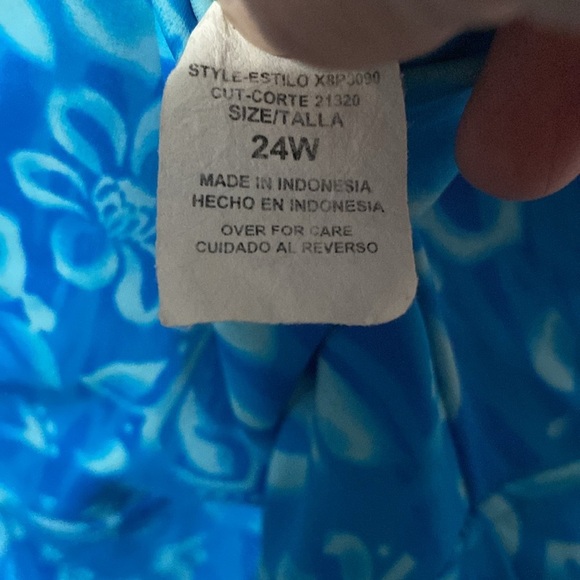 STYLE-ESTILO X8P3090
CUT-CORTE 21320
SIZE/TALLA
24W
MADE IN INDONESIA
HECHO EN INDONESIA
OVER FOR CARE
CUIDADO AL REVERSO